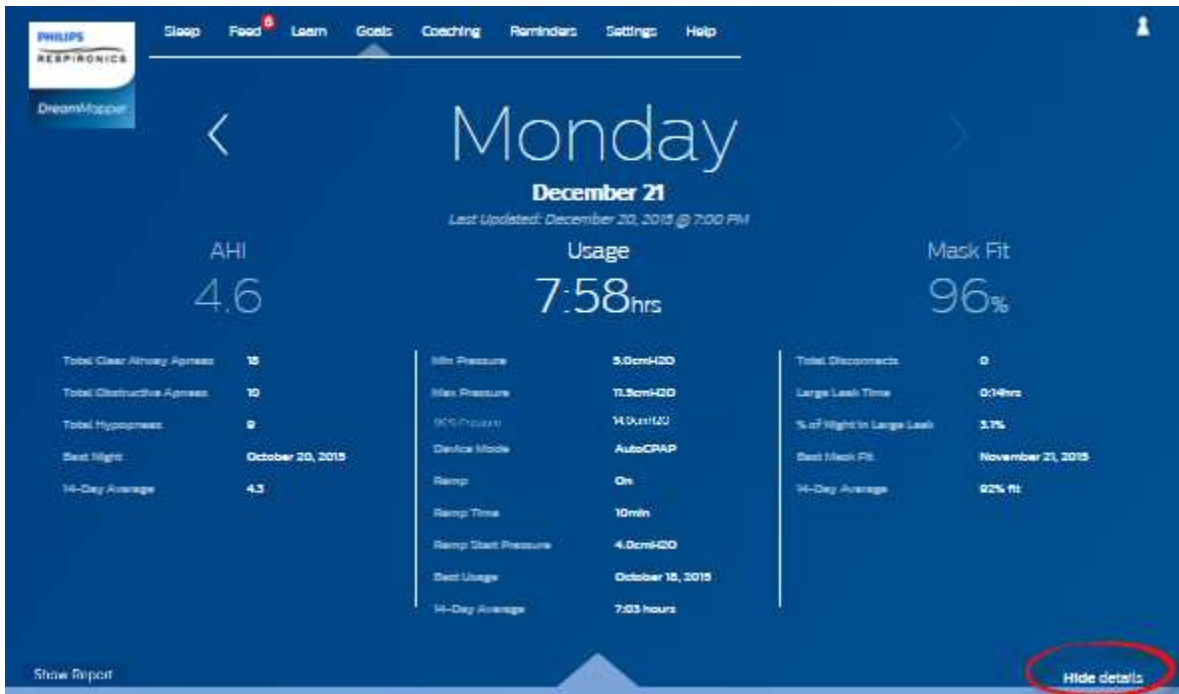 PHILIPS
RESPIRONICS
DreamMapper
Sleep Feed 6 Learn Goals Coaching Reminders Settings Help
Monday
December 21
Last Updated: December 20, 2015 @ 7:00 PM
AHI
4.6
Total Clear Airway Apneas
Total Obstructive Apneas 10
Total Hypopneas 9
Best Night October 20, 2015
14-Day Average 4.3
Usage
7:58hrs
Min Pressure 5.0cmH2O
Max Pressure
Pressure 14.0cmH2O
Device Mode AutoCPAP
Ramp On
Ramp Time 10min
Ramp Start Pressure 4.0cmH2O
Best Usage October 18, 2015
14-Day Average 7:03 hours
Mask Fit
96%
Total Disconnects 0
Large Leak Time 0:14hrs
% of Night in Large Leak 3.1%
Best Mask Fit November 21, 2015
14-Day Average 92% fit
Show Report
Hide details